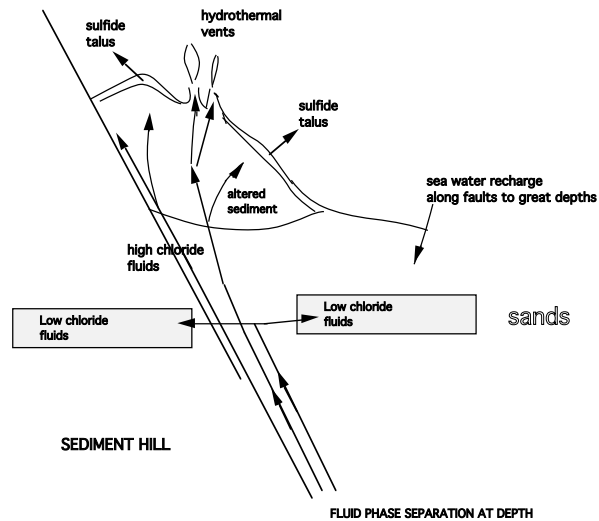 hydrothermal
vents
sulfide
talus
sulfide
talus
sea water recharge
along faults to great depths
altered
sediment
high chloride
fluids
Low chloride
fluids
Low chloride
fluids
sands
SEDIMENT HILL
FLUID PHASE SEPARATION AT DEPTH